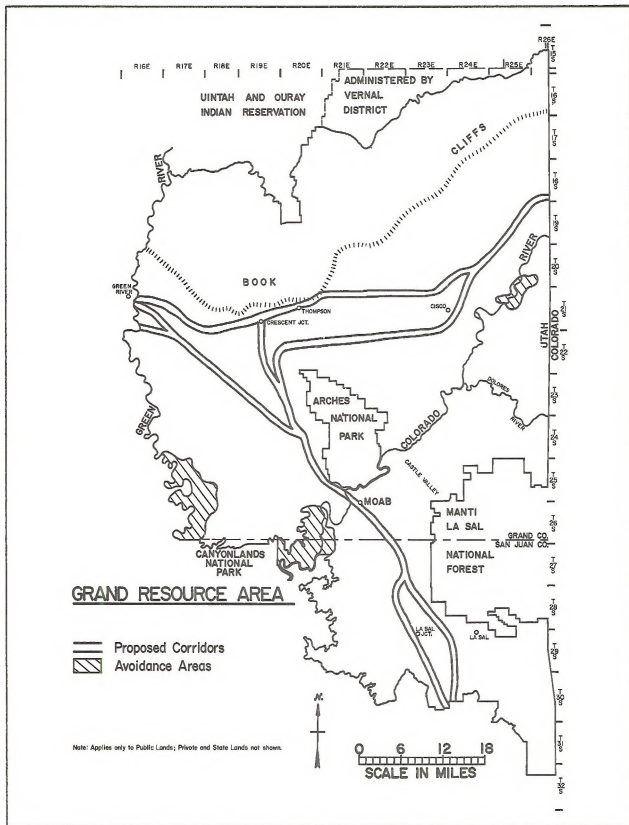 R26E
R16E R17E R18E R19E R20E R21E R22E R23E R24E R25E
T15S
T16S
ADMINISTERED BY
VERNAL
DISTRICT
UINTAH AND OURAY
INDIAN RESERVATION
T17S
CLIFFS
RIVER
T19S
T20S
RIVER
BOOK
GREEN
RIVER
THOMPSON
CISCO
CRESCENT JCT.
UTAH
COLORADO
T22S
ARCHES
NATIONAL
PARK
COLORADO
DOLORES
RIVER
T23S
T24S
GREEN
CASTLE VALLEY
T25S
MOAB
MANTI
LA SAL
NATIONAL
FOREST
T26S
GRAND CO.
SAN JUAN CO.
T27S
CANYONLANDS
NATIONAL
PARK
GRAND RESOURCE AREA
T28S
LA SAL
JCT.
LA SAL
T29S
Proposed Corridors
Avoidance Areas
T30S
N.
T31S
Note: Applies only to Public Lands; Private and State Lands not shown.
0 6 12 18
SCALE IN MILES
T32S